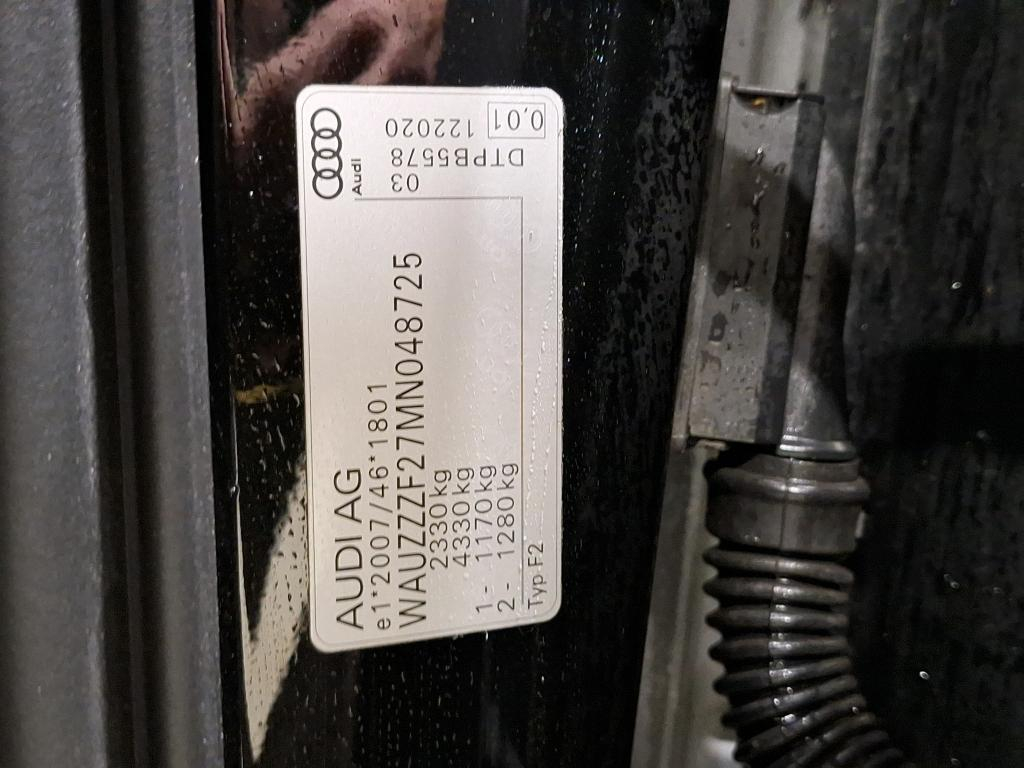 AUDI AG
e1*2007/46*1801
WAUZZZF27MN048725
2330 kg
4330 kg
1 - 1170 kg
2 - 1280 kg
Typ F2
Audi
03
DTPB5578
122020
0,01